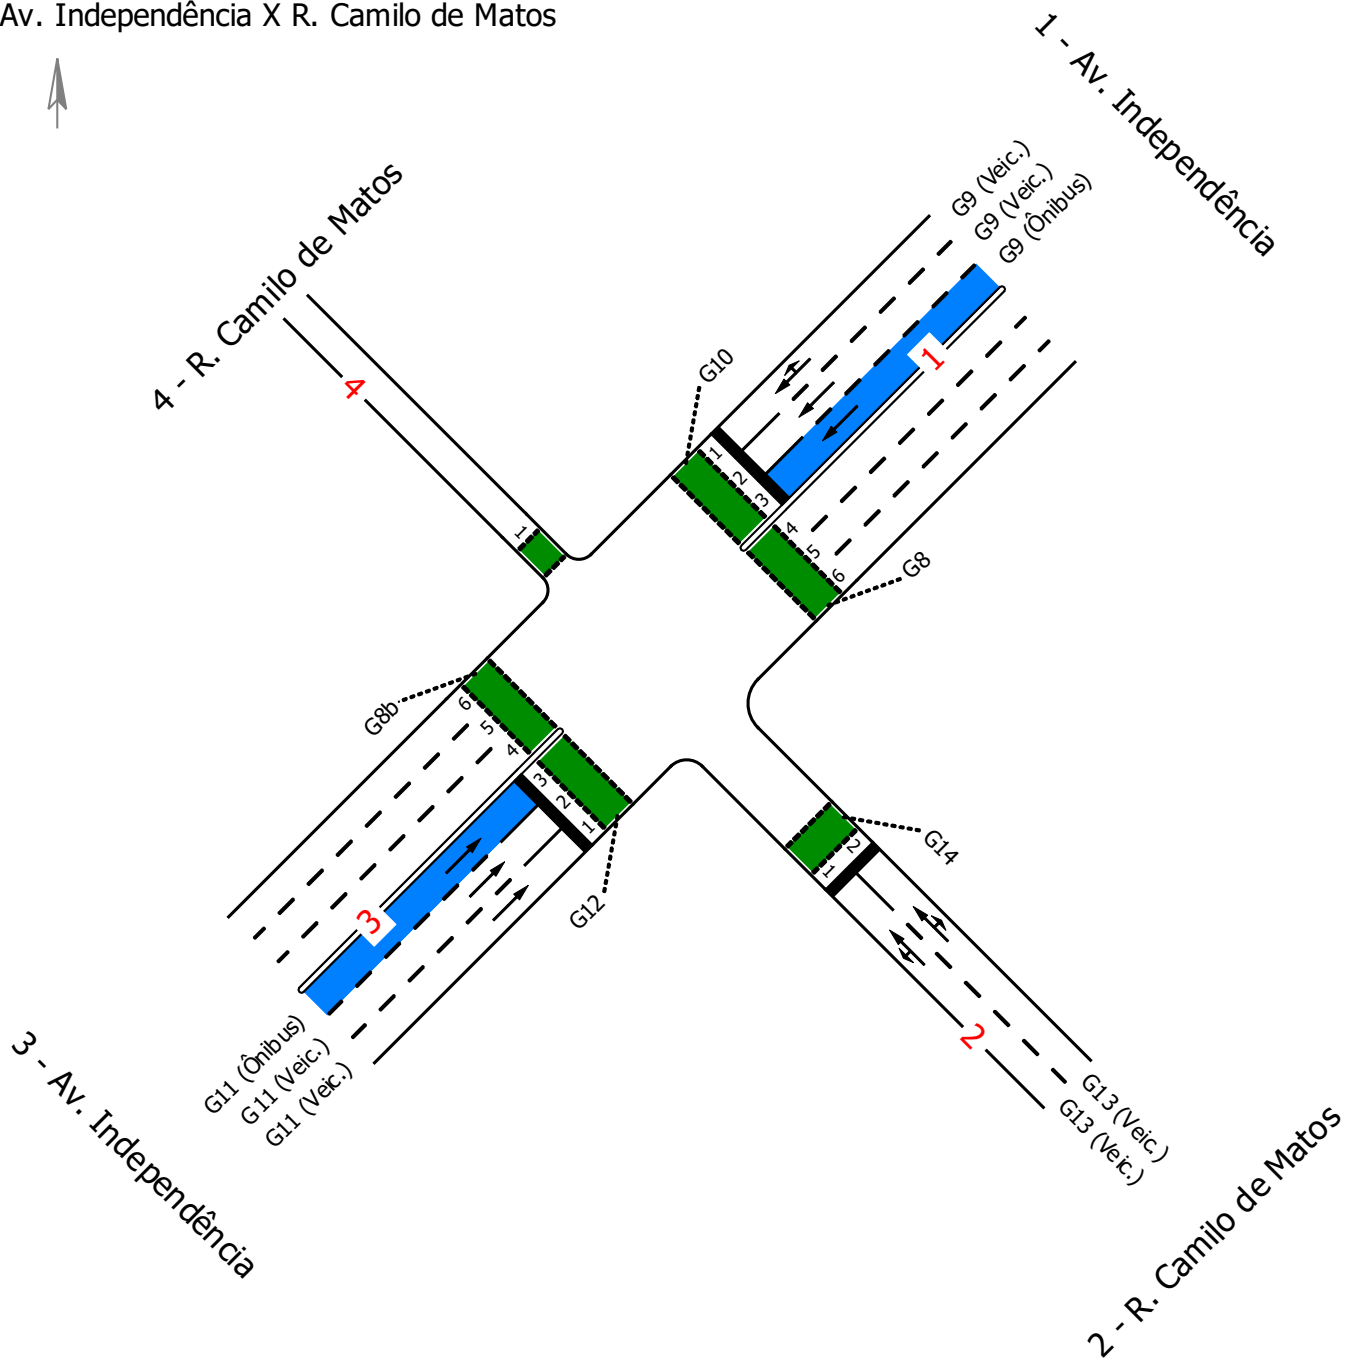 Av. Independência X R. Camilo de Matos
1 - Av. Independência
4 - R. Camilo de Matos
G9 (Veic.)
G9 (Veic.)
G9 (Ônibus)
1
4
G10
1
2
3
4
5
6
G8
1
G8b
6
5
4
3
2
1
G12
3
G14
2
1
2
G11 (Ônibus)
G11 (Veic.)
G11 (Veic.)
G13 (Veic.)
G13 (Veic.)
3 - Av. Independência
2 - R. Camilo de Matos